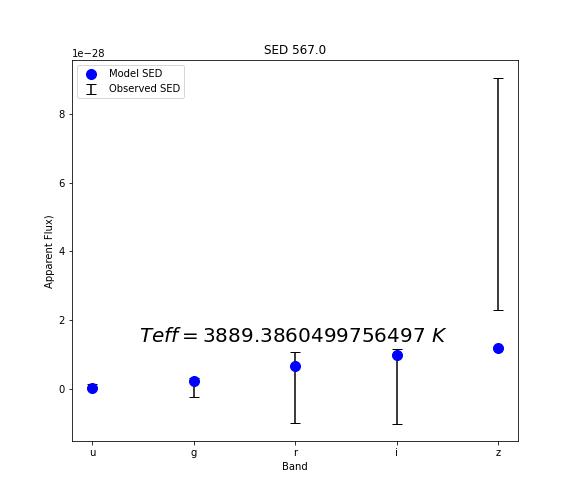 SED 567.0
1e−28
Model SED
Observed SED
8
6
4
2
0
Apparent Flux)
Teff = 3889.3860499756497 K
u g r i z
Band